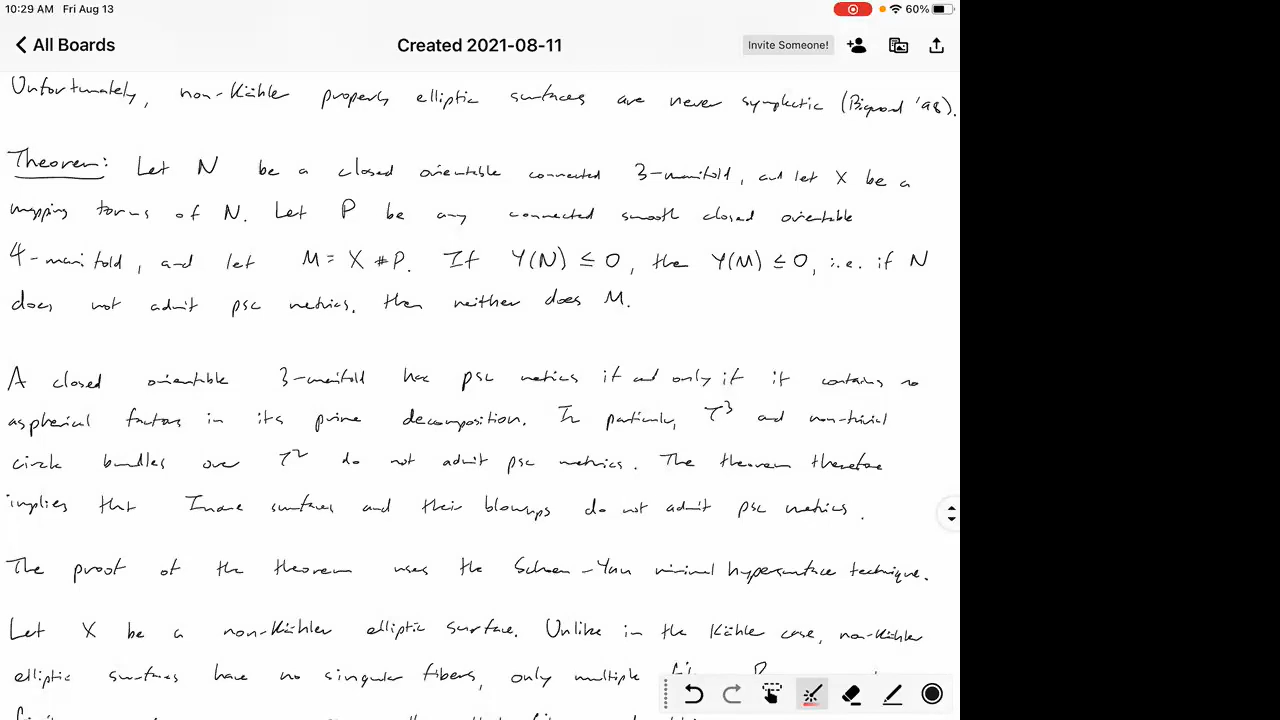 10:29 AM Fri Aug 13
60%
All Boards
Created 2021-08-11
Invite Someone!
Unfortunately, non-Kähler properly elliptic surfaces are never symplectic (Biquard '98).
Theorem: Let N be a closed orientable connected 3-manifold, and let X be a
mapping torus of N. Let P be any connected smooth closed orientable
4-manifold, and let M = X # P. If Y(N) ≤ 0, then Y(M) ≤ 0, i.e. if N
does not admit psc metrics, then neither does M.
A closed orientable 3-manifold has psc metrics if and only if it contains no
aspherical factors in its prime decomposition. In particular, T³ and non-trivial
circle bundles over T² do not admit psc metrics. The theorem therefore
implies that Inoue surfaces and their blowups do not admit psc metrics.
The proof of the theorem uses the Schoen-Yau minimal hypersurface technique.
Let X be a non-Kähler elliptic surface. Unlike in the Kähler case, non-Kähler
elliptic surfaces have no singular fibers, only multiple